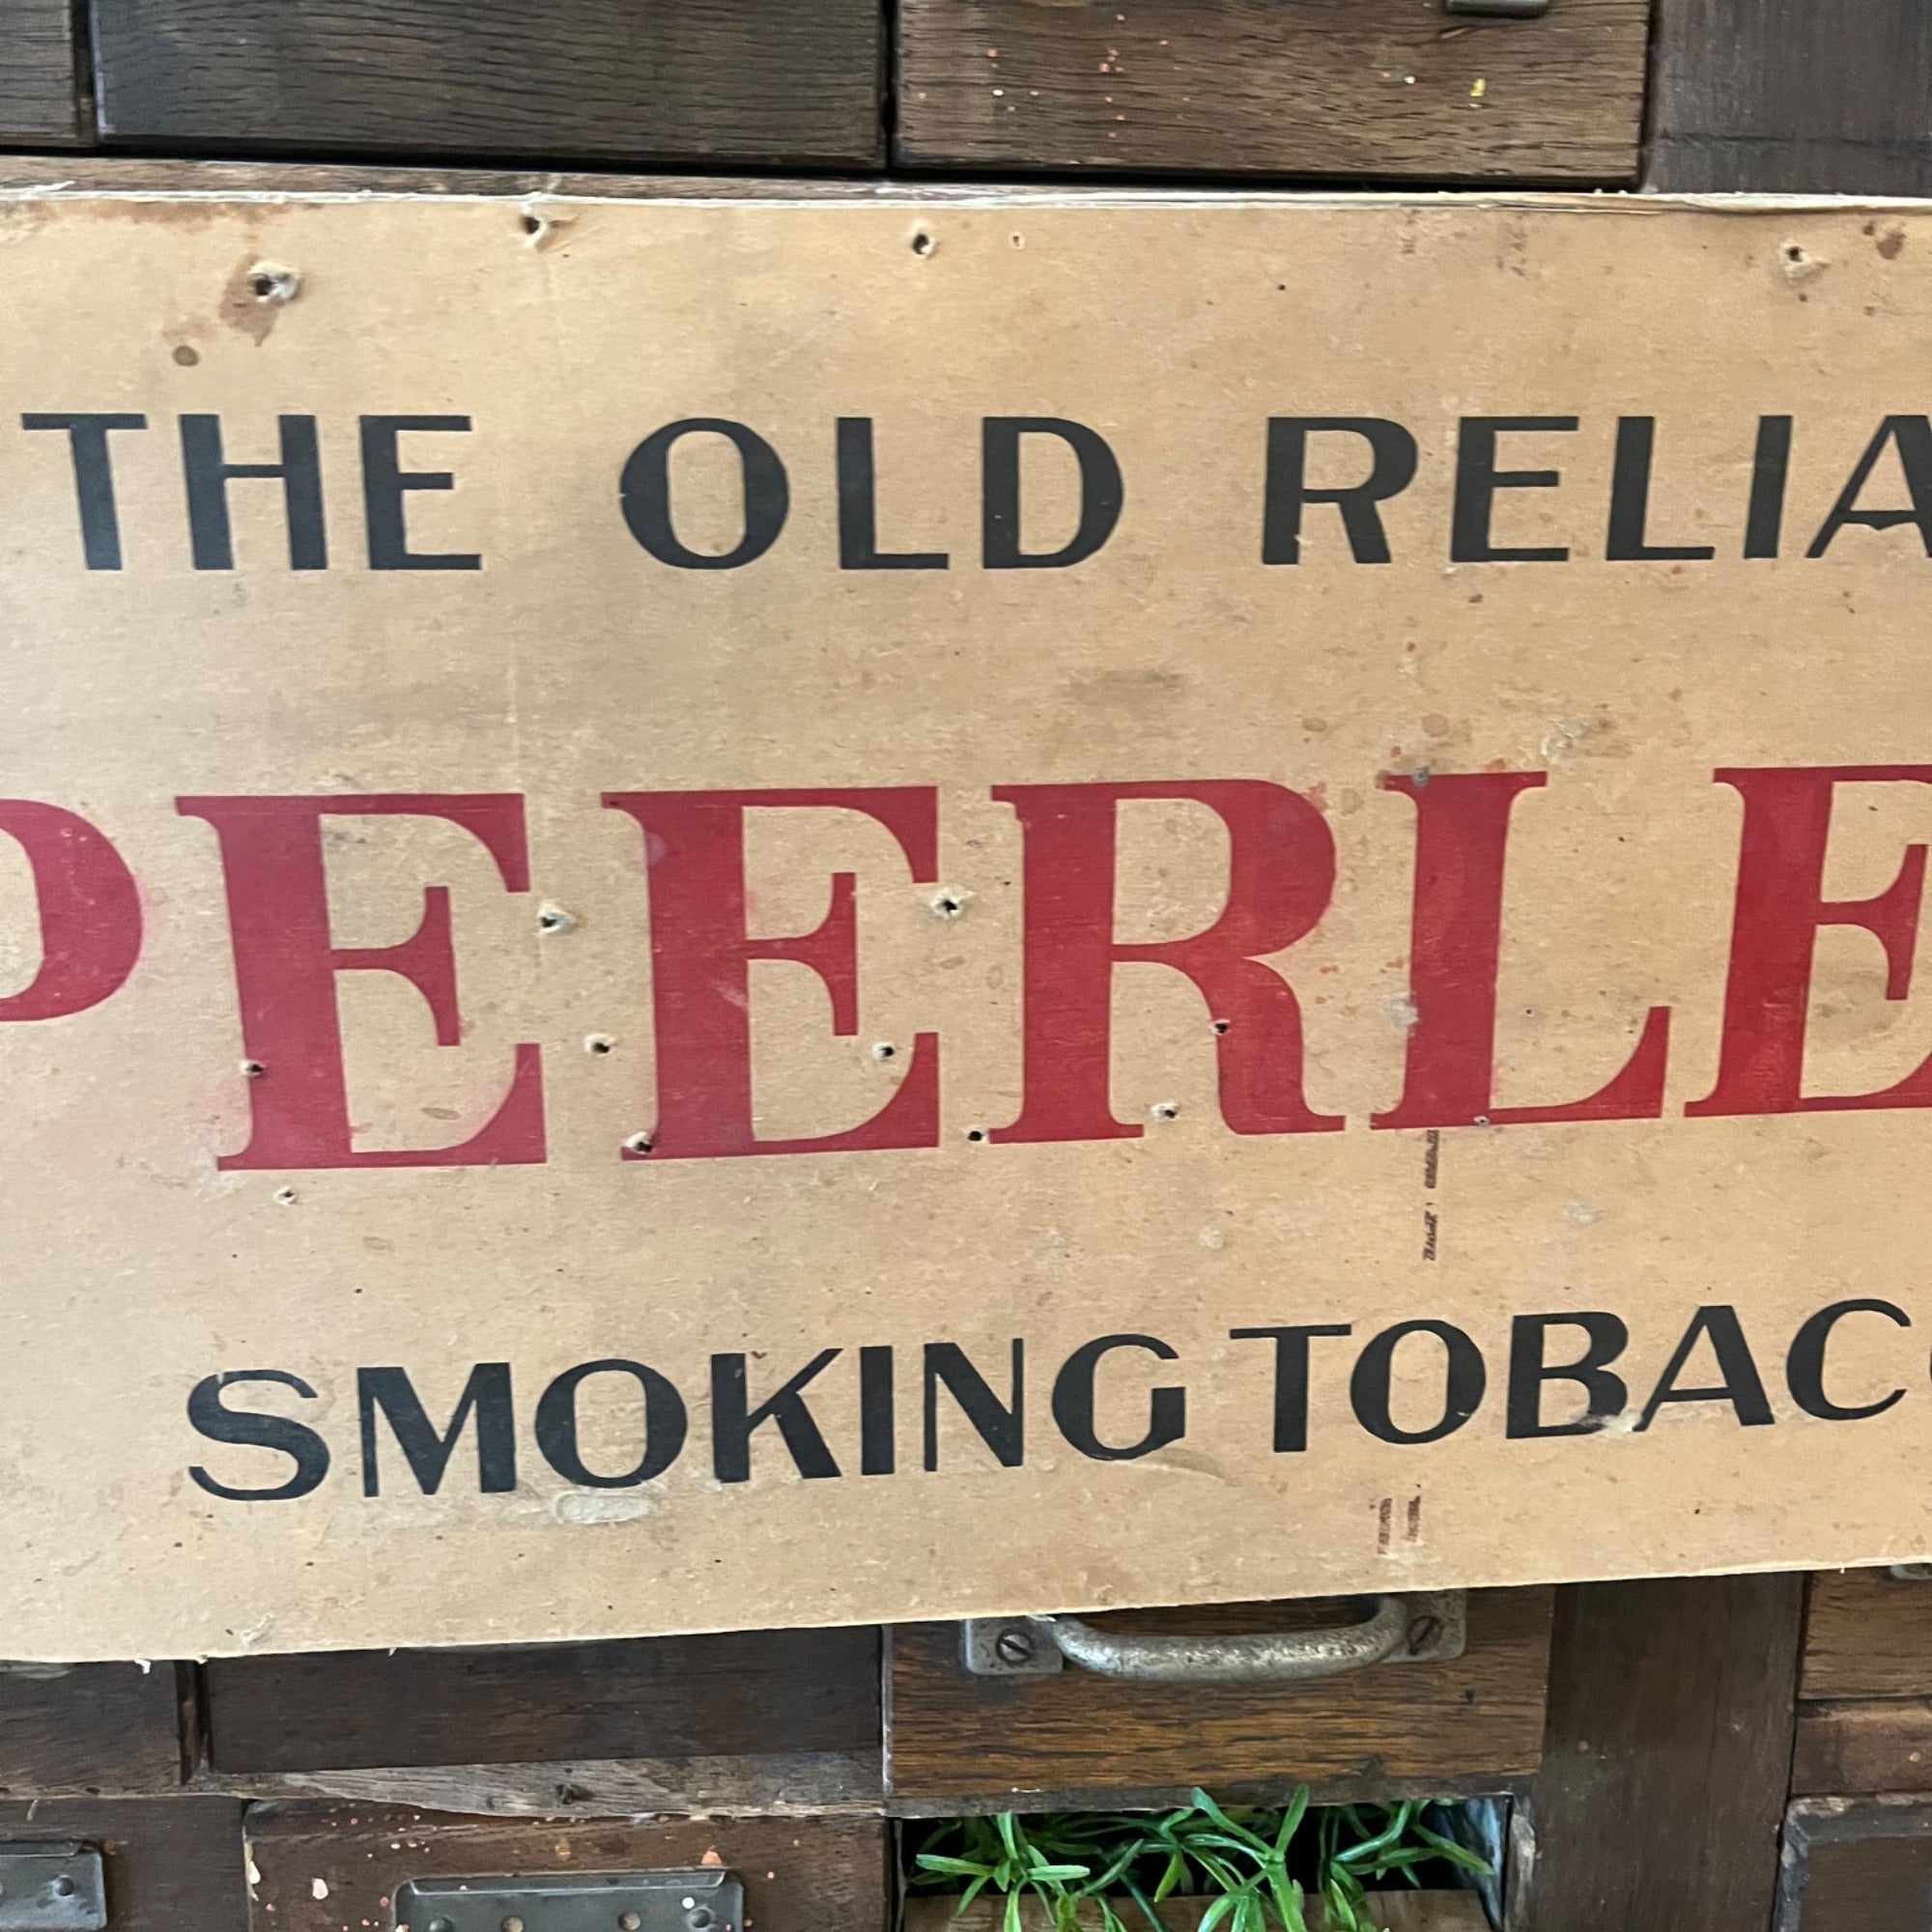 THE OLD RELIA
PEERLE
SMOKING TOBAC